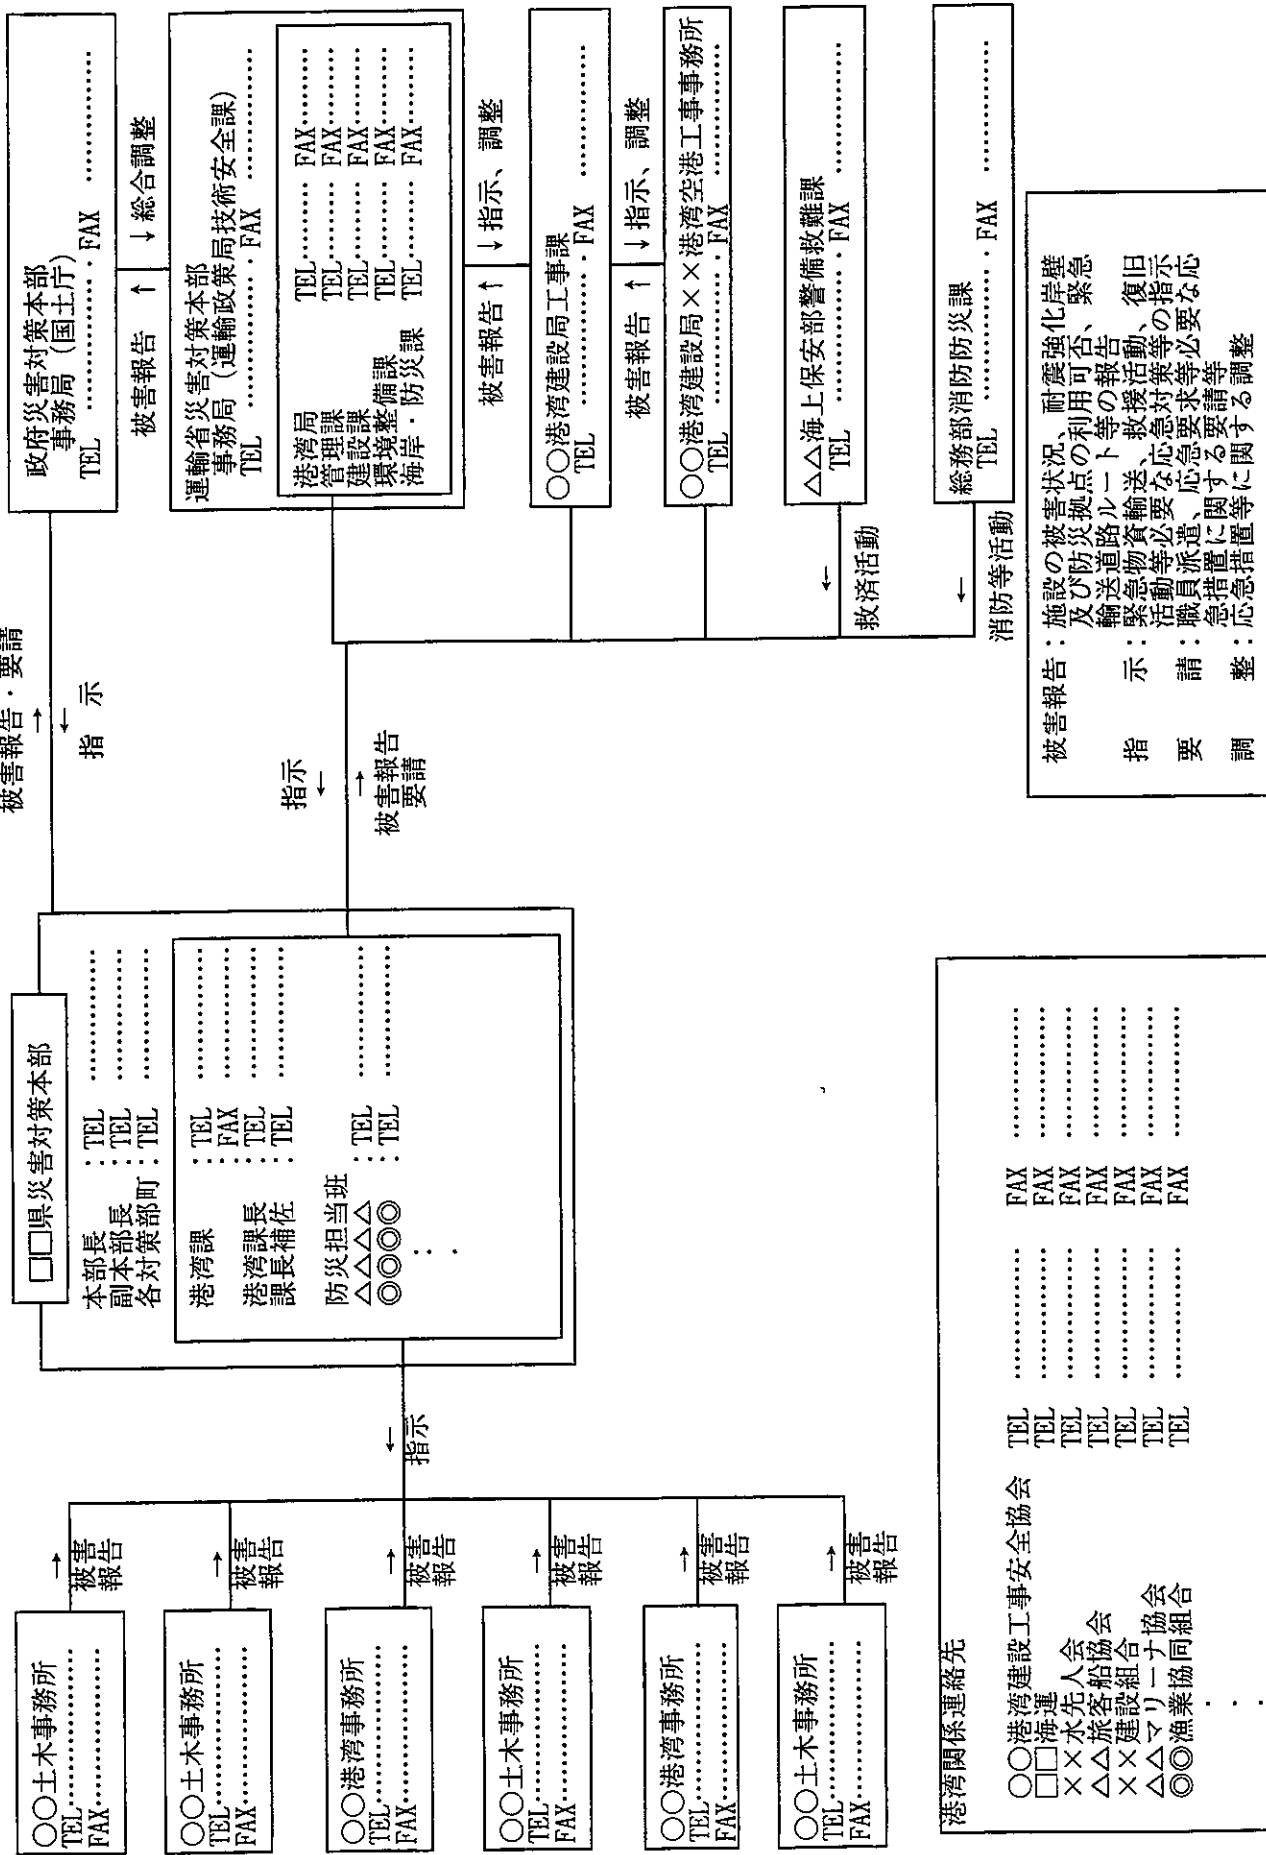 ○○土木事務所
TEL..................
FAX..................
→
被害
報告
○○土木事務所
TEL..................
FAX..................
→
被害
報告
○○港湾事務所
TEL..................
FAX..................
→
被害
報告
○○土木事務所
TEL..................
FAX..................
→
被害
報告
○○港湾事務所
TEL..................
FAX..................
→
被害
報告
○○土木事務所
TEL..................
FAX..................
→
被害
報告
←
指示
□□県災害対策本部
本部長 :TEL ..................
副本部長 :TEL ..................
各対策部町:TEL ..................
港湾課 :TEL ..................
FAX ..................
港湾課長 :TEL ..................
課長補佐 :TEL ..................
防災担当班
△△△△ :TEL ..................
◎◎◎◎ :TEL ..................
:
・
被害報告・要請
→
←
指 示
指示
←
→
被害報告
要請
政府災害対策本部
事務局(国土庁)
TEL ..................・FAX ..................
被害報告 ↑ ↓総合調整
運輸省災害対策本部
事務局(運輸政策局技術安全課)
TEL ..................・FAX ..................
港湾局 TEL.......... FAX..........
管理課 TEL.......... FAX..........
建設課 TEL.......... FAX..........
環境整備課 TEL.......... FAX..........
海岸・防災課 TEL.......... FAX..........
被害報告↑ ↓指示、調整
○○港湾建設局工事課
TEL ..................・FAX ..................
被害報告 ↑ ↓指示、調整
○○港湾建設局××港湾空港工事事務所
TEL ..................・FAX ..................
△△海上保安部警備救難課
TEL ..................・FAX ..................
←
救済活動
総務部消防防災課
TEL ..................・FAX ..................
←
消防等活動
港湾関係連絡先
○○港湾建設工事安全協会 TEL .................. FAX ..................
□□海運 TEL .................. FAX ..................
××水先人会 TEL .................. FAX ..................
△△旅客船協会 TEL .................. FAX ..................
××建設組合 TEL .................. FAX ..................
△△マリーナ協会 TEL .................. FAX ..................
◎◎漁業協同組合 TEL .................. FAX ..................
・
・
被害報告:施設の被害状況、耐震強化岸壁
及び防災拠点の利用可否、緊急
輸送道路ルート等の報告
指 示:緊急物資輸送、救援活動、復旧
活動等必要な応急対策等の指示
要 請:職員派遣、応急要求等必要な応
急措置に関する要請等
調 整:応急措置等に関する調整